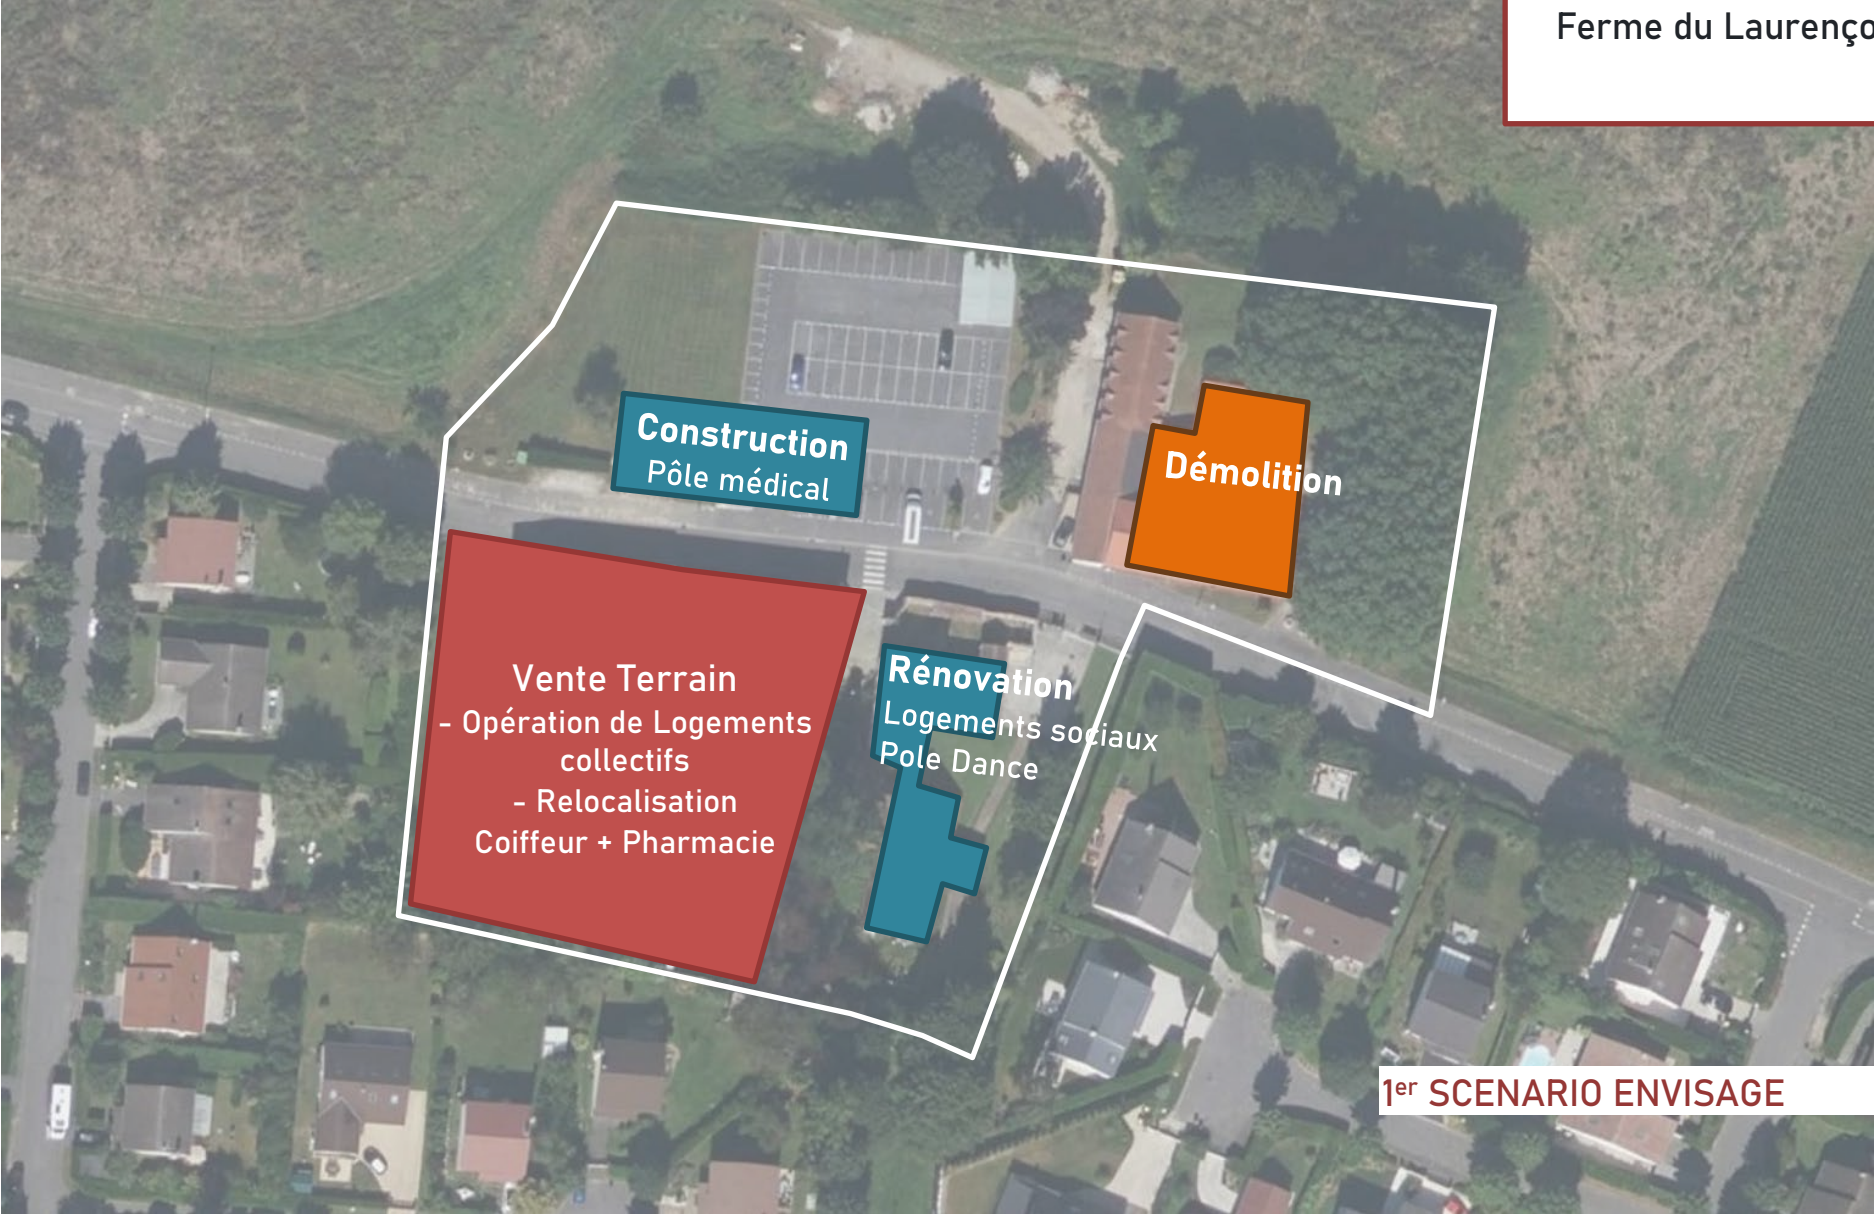 Ferme du Laurenço
Construction
Pôle médical
Démolition
Vente Terrain
- Opération de Logements
collectifs
- Relocalisation
Coiffeur + Pharmacie
Rénovation
Logements sociaux
Pole Dance
1er SCENARIO ENVISAGE